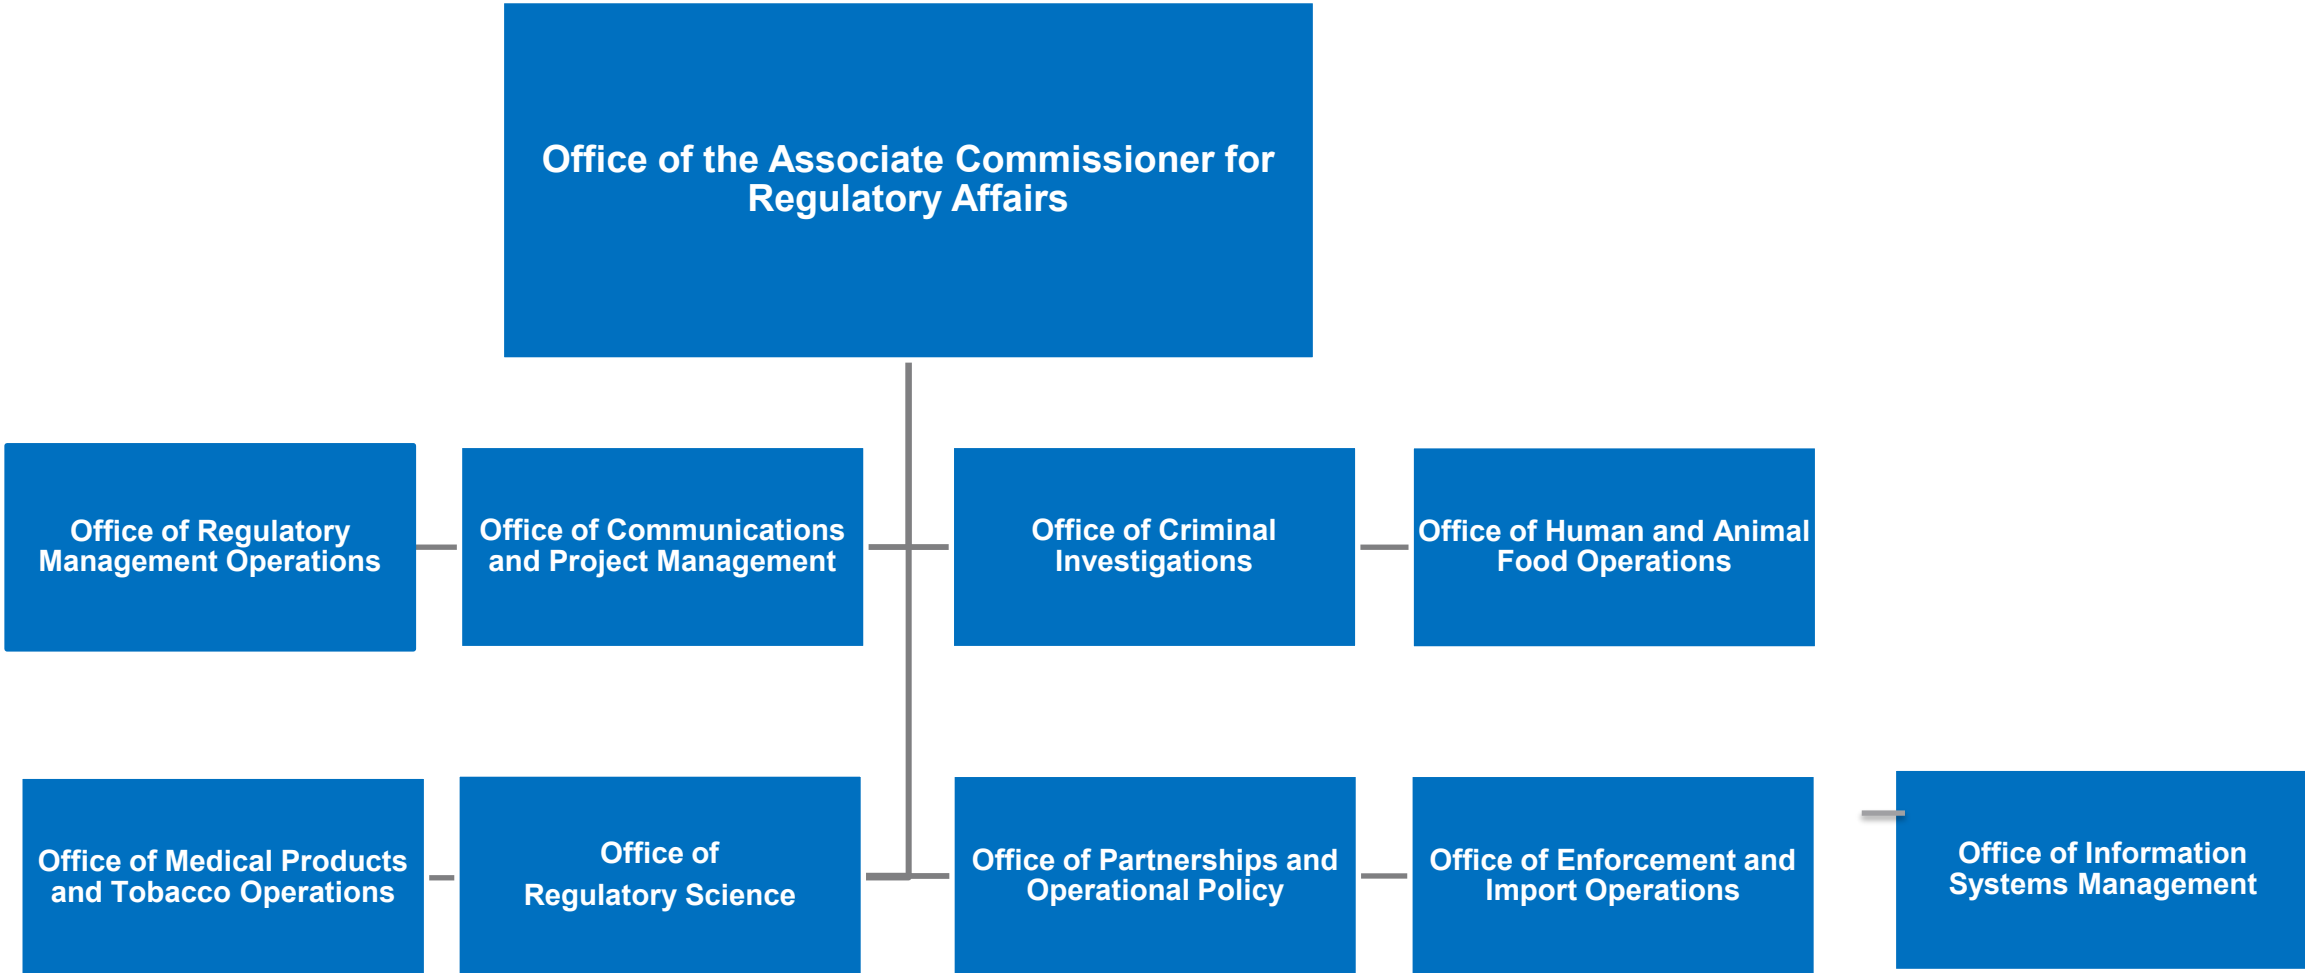 Office of the Associate Commissioner for
Regulatory Affairs
Office of Regulatory
Management Operations
Office of Communications
and Project Management
Office of Criminal
Investigations
Office of Human and Animal
Food Operations
Office of Medical Products
and Tobacco Operations
Office of
Regulatory Science
Office of Partnerships and
Operational Policy
Office of Enforcement and
Import Operations
Office of Information
Systems Management